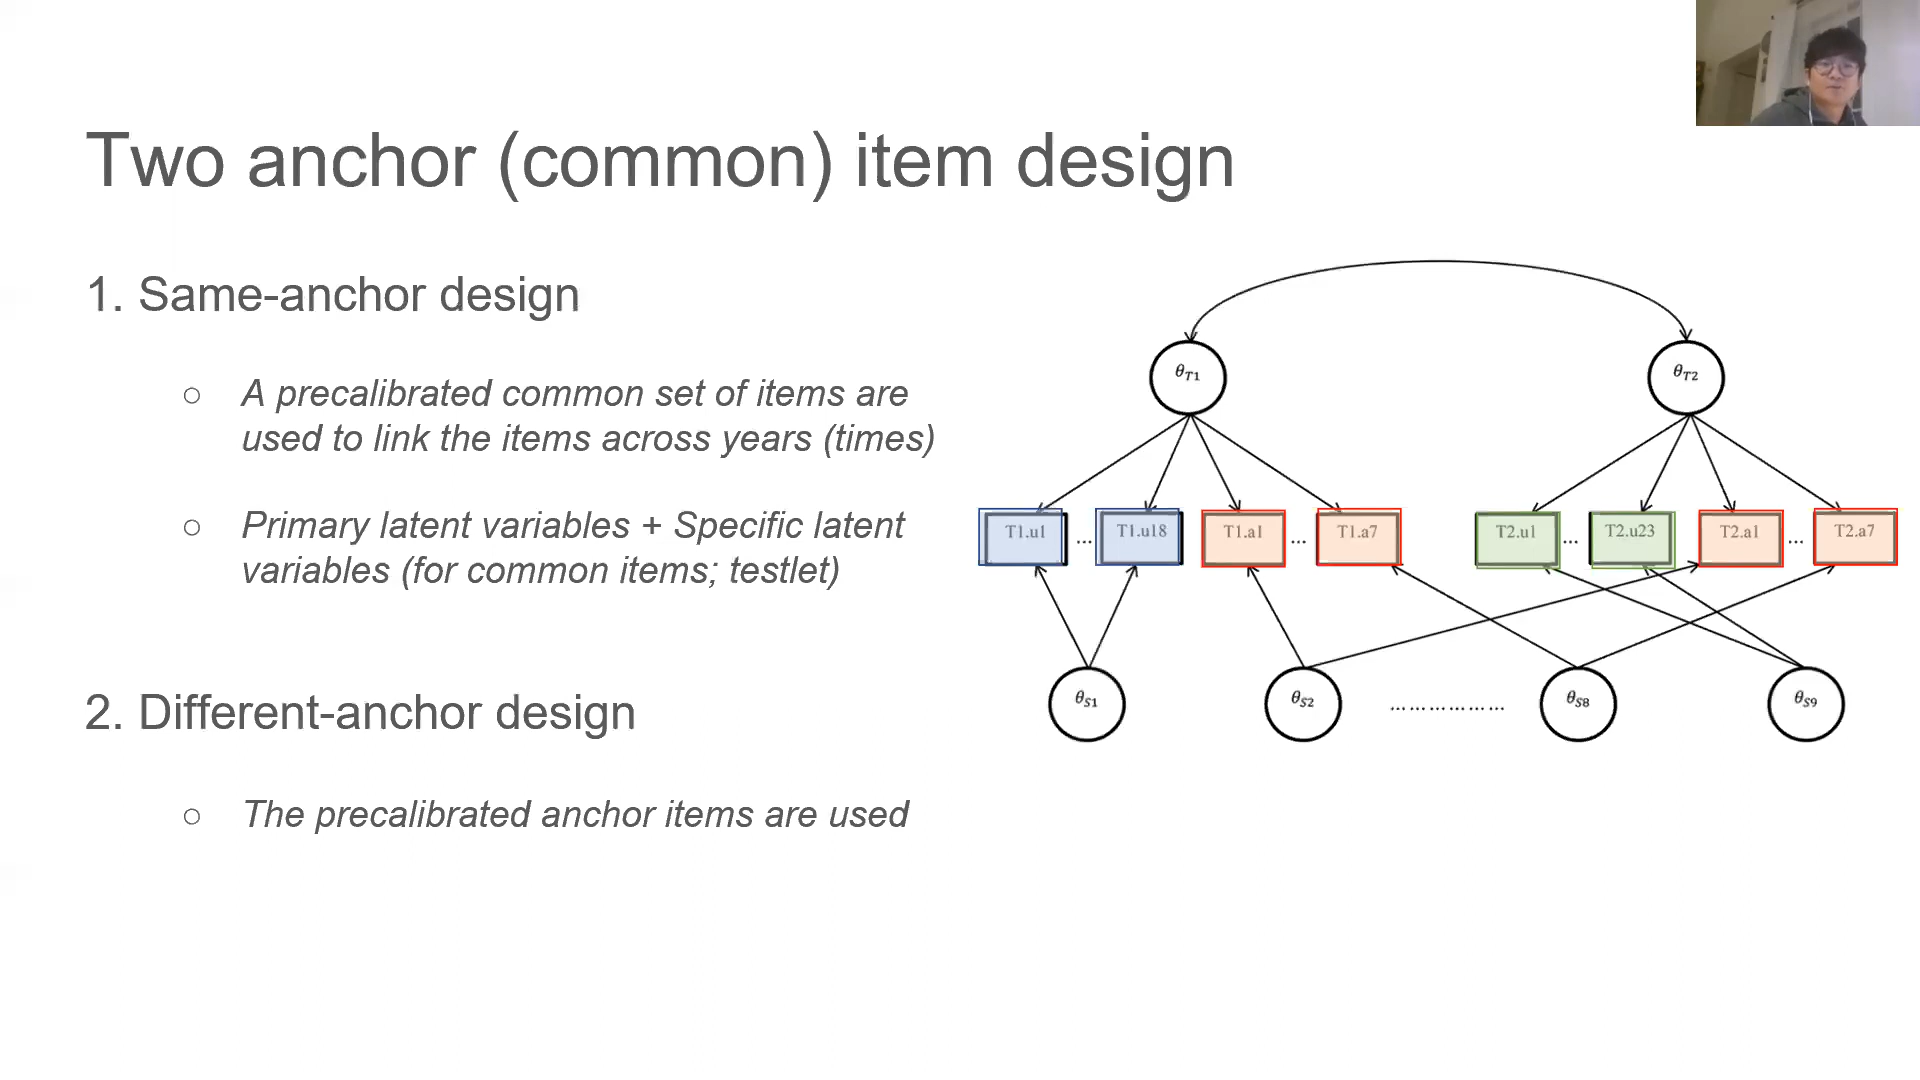 Two anchor (common) item design
1. Same-anchor design
○ A precalibrated common set of items are
used to link the items across years (times)
○ Primary latent variables + Specific latent
variables (for common items; testlet)
2. Different-anchor design
○ The precalibrated anchor items are used
θT1 θT2
T1.u1 ... T1.u18 T1.a1 ... T1.a7 T2.u1 ... T2.u23 T2.a1 ... T2.a7
θS1 θS2 ……………… θS8 θS9